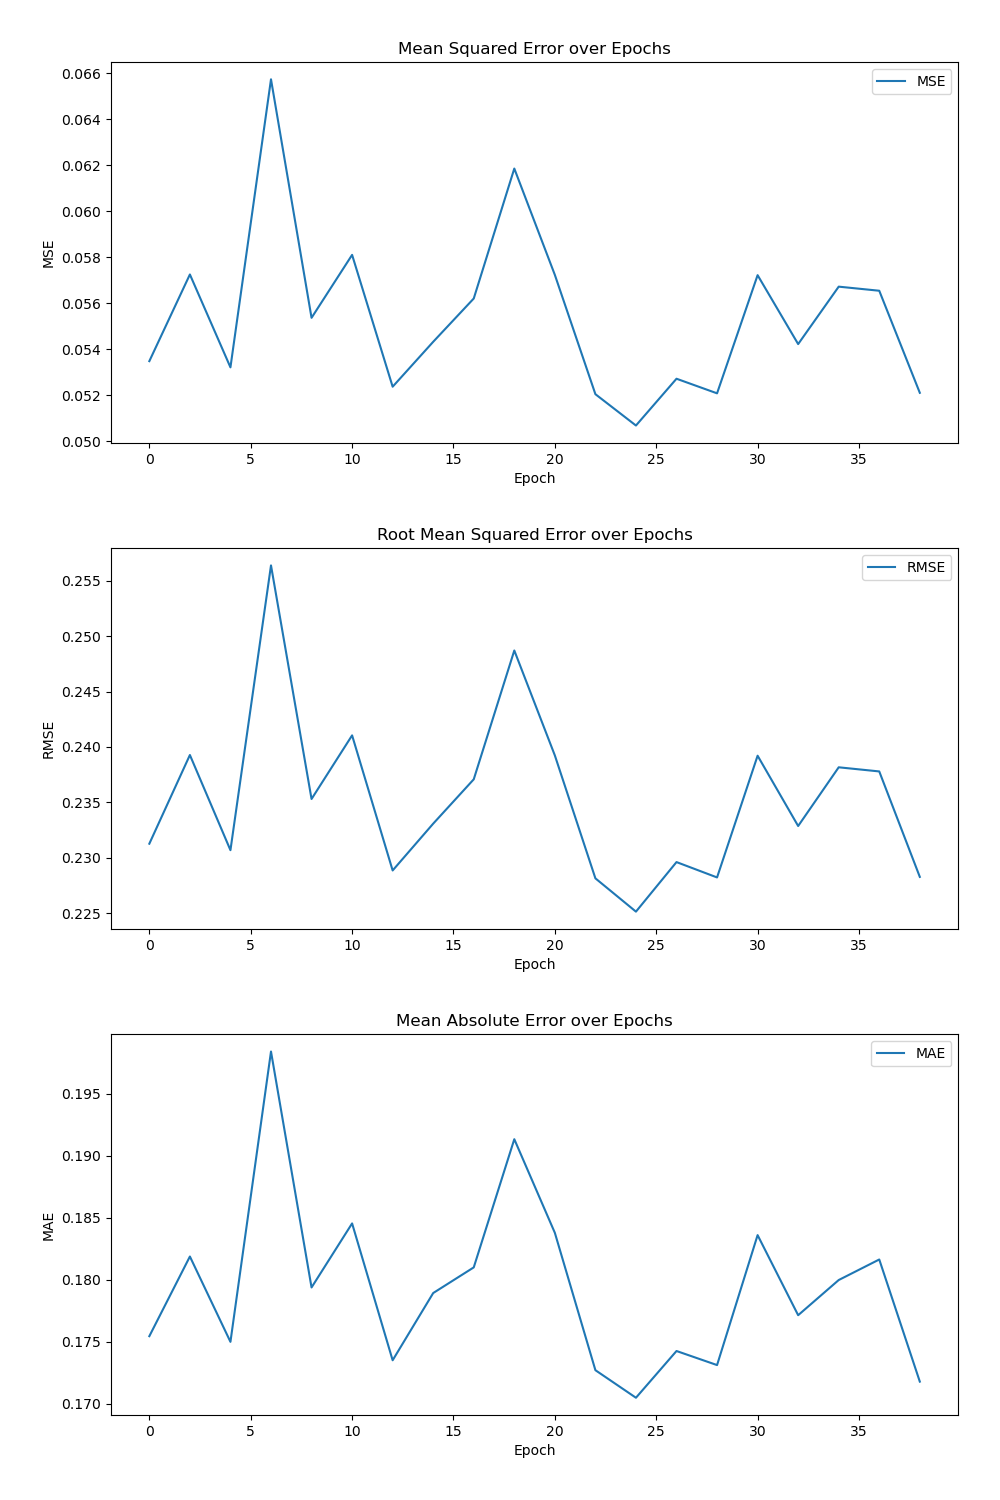 Mean Squared Error over Epochs
MSE
0.066
0.064
0.062
0.060
0.058
0.056
0.054
0.052
0.050
MSE
0 5 10 15 20 25 30 35
Epoch
Root Mean Squared Error over Epochs
RMSE
0.255
0.250
0.245
0.240
0.235
0.230
0.225
RMSE
0 5 10 15 20 25 30 35
Epoch
Mean Absolute Error over Epochs
MAE
0.195
0.190
0.185
0.180
0.175
0.170
MAE
0 5 10 15 20 25 30 35
Epoch